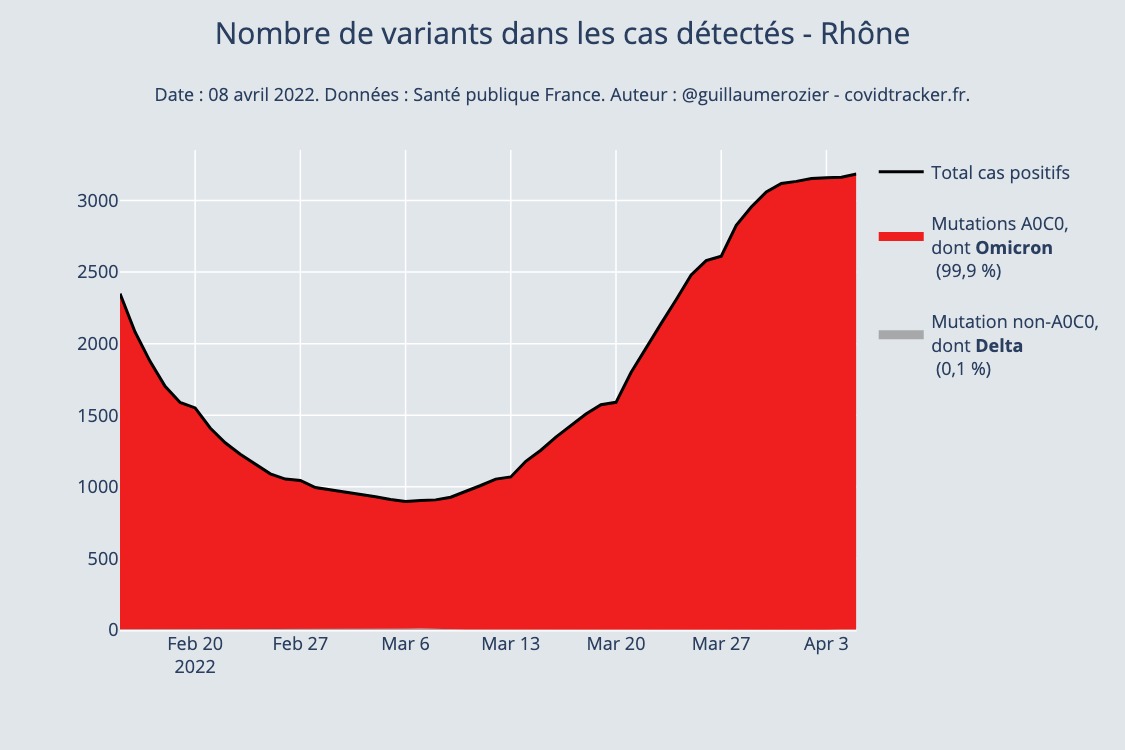 Nombre de variants dans les cas détectés - Rhône
Date : 08 avril 2022. Données : Santé publique France. Auteur : @guillaumerozier - covidtracker.fr.
3000
2500
2000
1500
1000
500
0
Feb 20
2022
Feb 27
Mar 6
Mar 13
Mar 20
Mar 27
Apr 3
Total cas positifs
Mutations A0C0,
dont Omicron
(99,9 %)
Mutation non-A0C0,
dont Delta
(0,1 %)